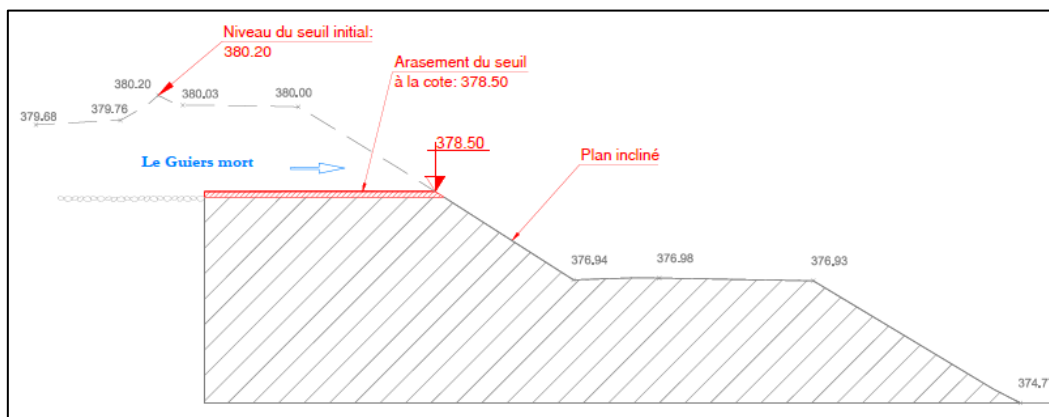 Niveau du seuil initial:
380.20
Arasement du seuil
à la cote: 378.50
380.20
380.03
380.00
379.68
379.76
378.50
Le Guiers mort
Plan incliné
376.94
376.98
376.93
374.7